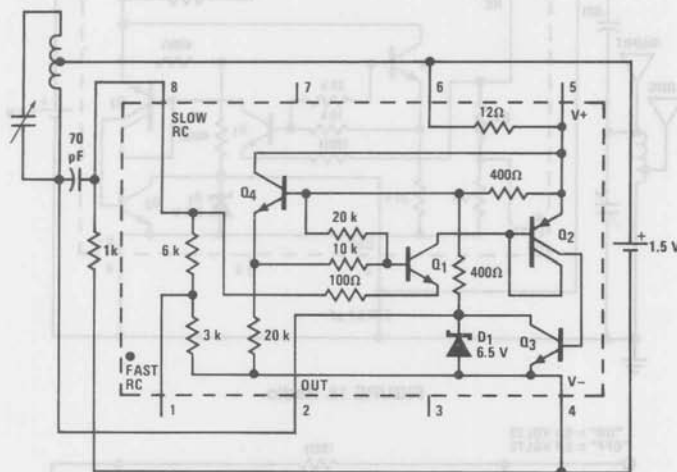 8
7
6
5
SLOW
RC
12Ω
V+
70
pF
Q4
400Ω
Q2
20 k
1k
6 k
10 k
Q1
1.5 V
+
100Ω
400Ω
3 k
20 k
D1
6.5 V
Q3
FAST
RC
OUT
V−
1
2
3
4